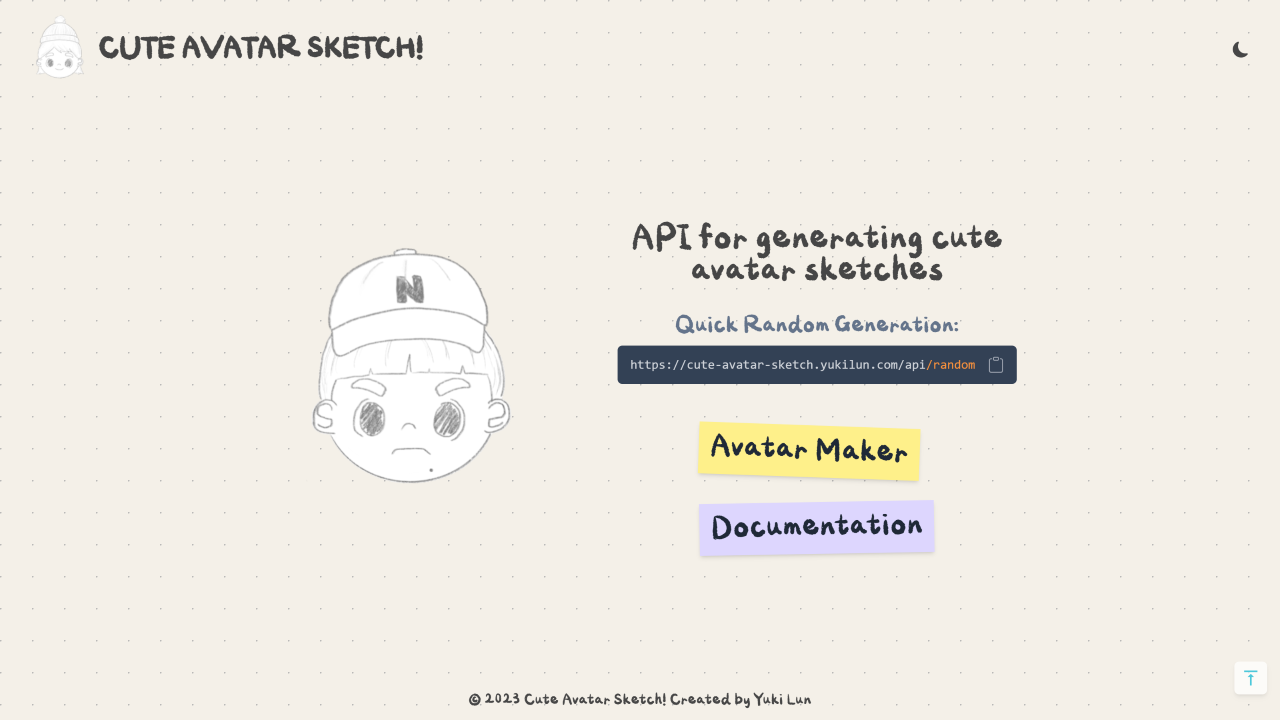 CUTE AVATAR SKETCH!
N
API for generating cute
avatar sketches
Quick Random Generation:
https://cute-avatar-sketch.yukilun.com/api/random
Avatar Maker
Documentation
© 2023 Cute Avatar Sketch! Created by Yuki Lun